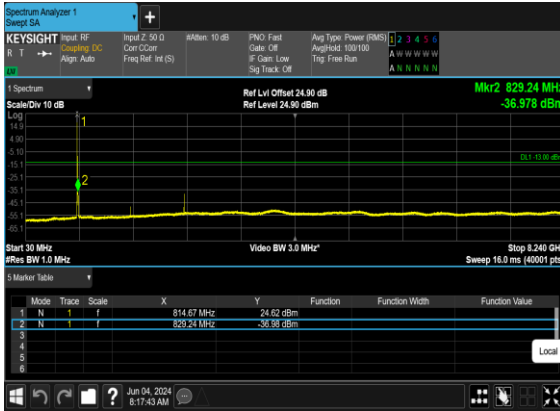 Spectrum Analyzer 1
Swept SA
+
KEYSIGHT Input: RF Input Z: 50 Ω #Atten: 10 dB PNO: Fast Avg Type: Power (RMS) 1 2 3 4 5 6
R T Coupling: DC Corr CCorr Gate: Off Avg|Hold: 100/100 A W W W W W
Align: Auto Freq Ref: Int (S) IF Gain: Low Trig: Free Run
Sig Track: Off A N N N N N
1 Spectrum Ref Lvl Offset 24.90 dB Mkr2 829.24 MHz
Scale/Div 10 dB Ref Level 24.90 dBm -36.978 dBm
Log
1
14.9
4.90
-5.10
DL1 -13.00 dBm
-15.1
-25.1
2
-35.1
-45.1
-55.1
-65.1
Start 30 MHz Video BW 3.0 MHz* Stop 8.240 GH
#Res BW 1.0 MHz Sweep 16.0 ms (40001 pts
5 Marker Table
Mode Trace Scale X Y Function Function Width Function Value
1 N 1 f 814.67 MHz 24.62 dBm
2 N 1 f 829.24 MHz -36.98 dBm
3
4
5
6
Local
? Jun 04, 2024
8:17:43 AM